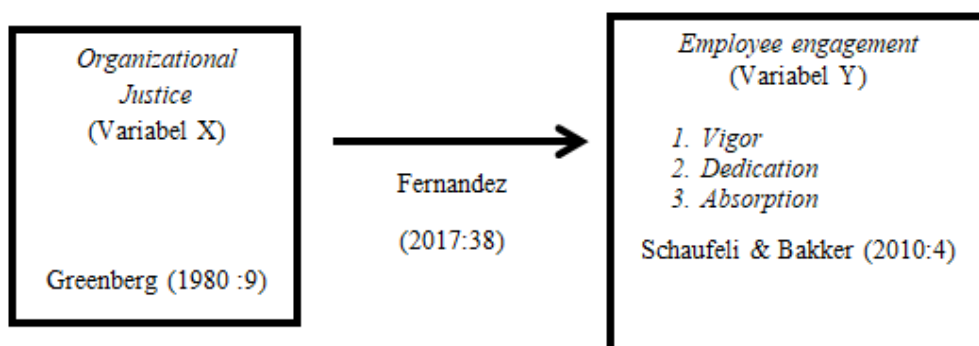 Organizational
Justice
(Variabel X)
Greenberg (1980 :9)
Fernandez
(2017:38)
Employee engagement
(Variabel Y)
1. Vigor
2. Dedication
3. Absorption
Schaufeli & Bakker (2010:4)